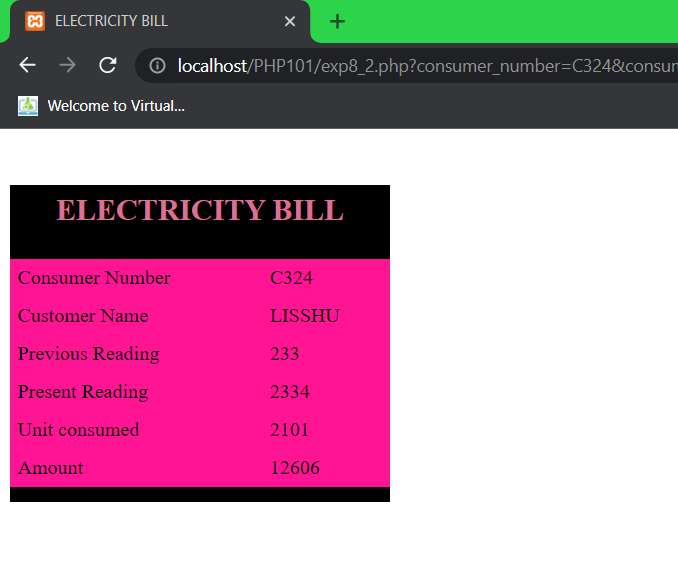 ELECTRICITY BILL
localhost/PHP101/exp8_2.php?consumer_number=C324&consum
Welcome to Virtual...
ELECTRICITY BILL
Consumer Number C324
Customer Name LISSHU
Previous Reading 233
Present Reading 2334
Unit consumed 2101
Amount 12606